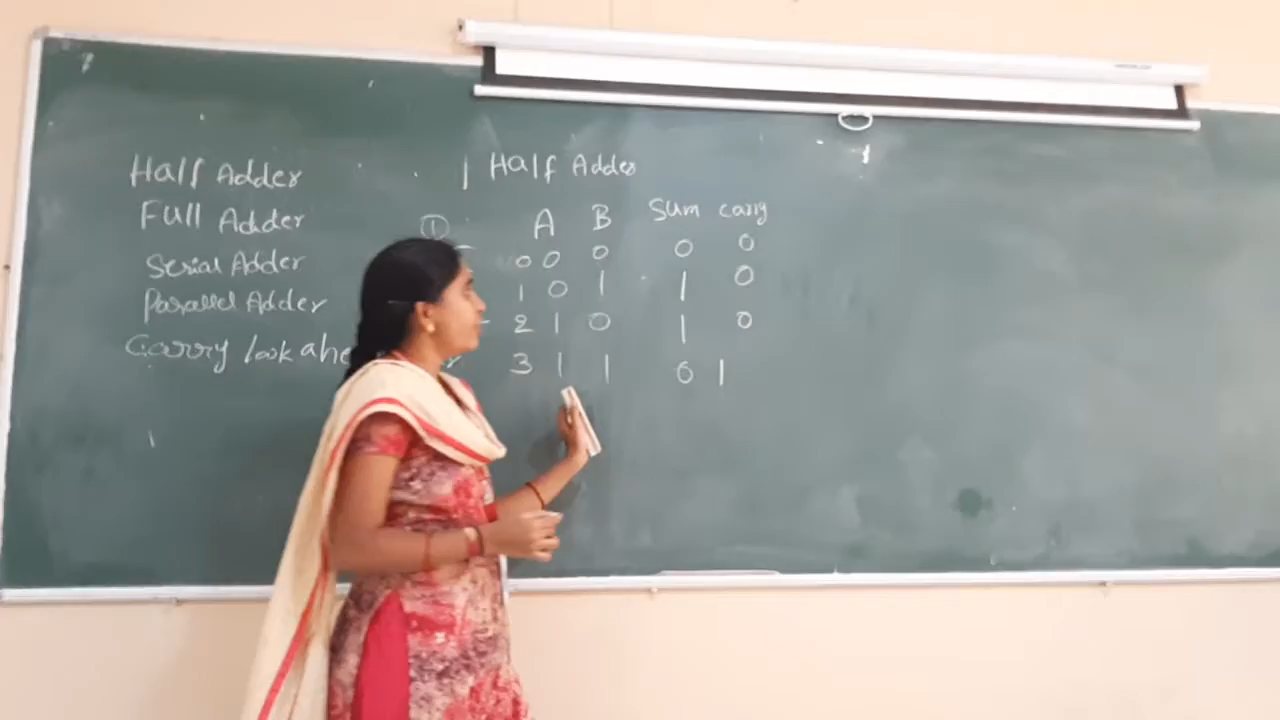 Half Adder
Full Adder
Serial Adder
Parallel Adder
Carry look ahe
Half Adder
1 A B Sum carry
0 0 0 0 0
1 0 1 1 0
2 1 0 1 0
3 1 1 0 1